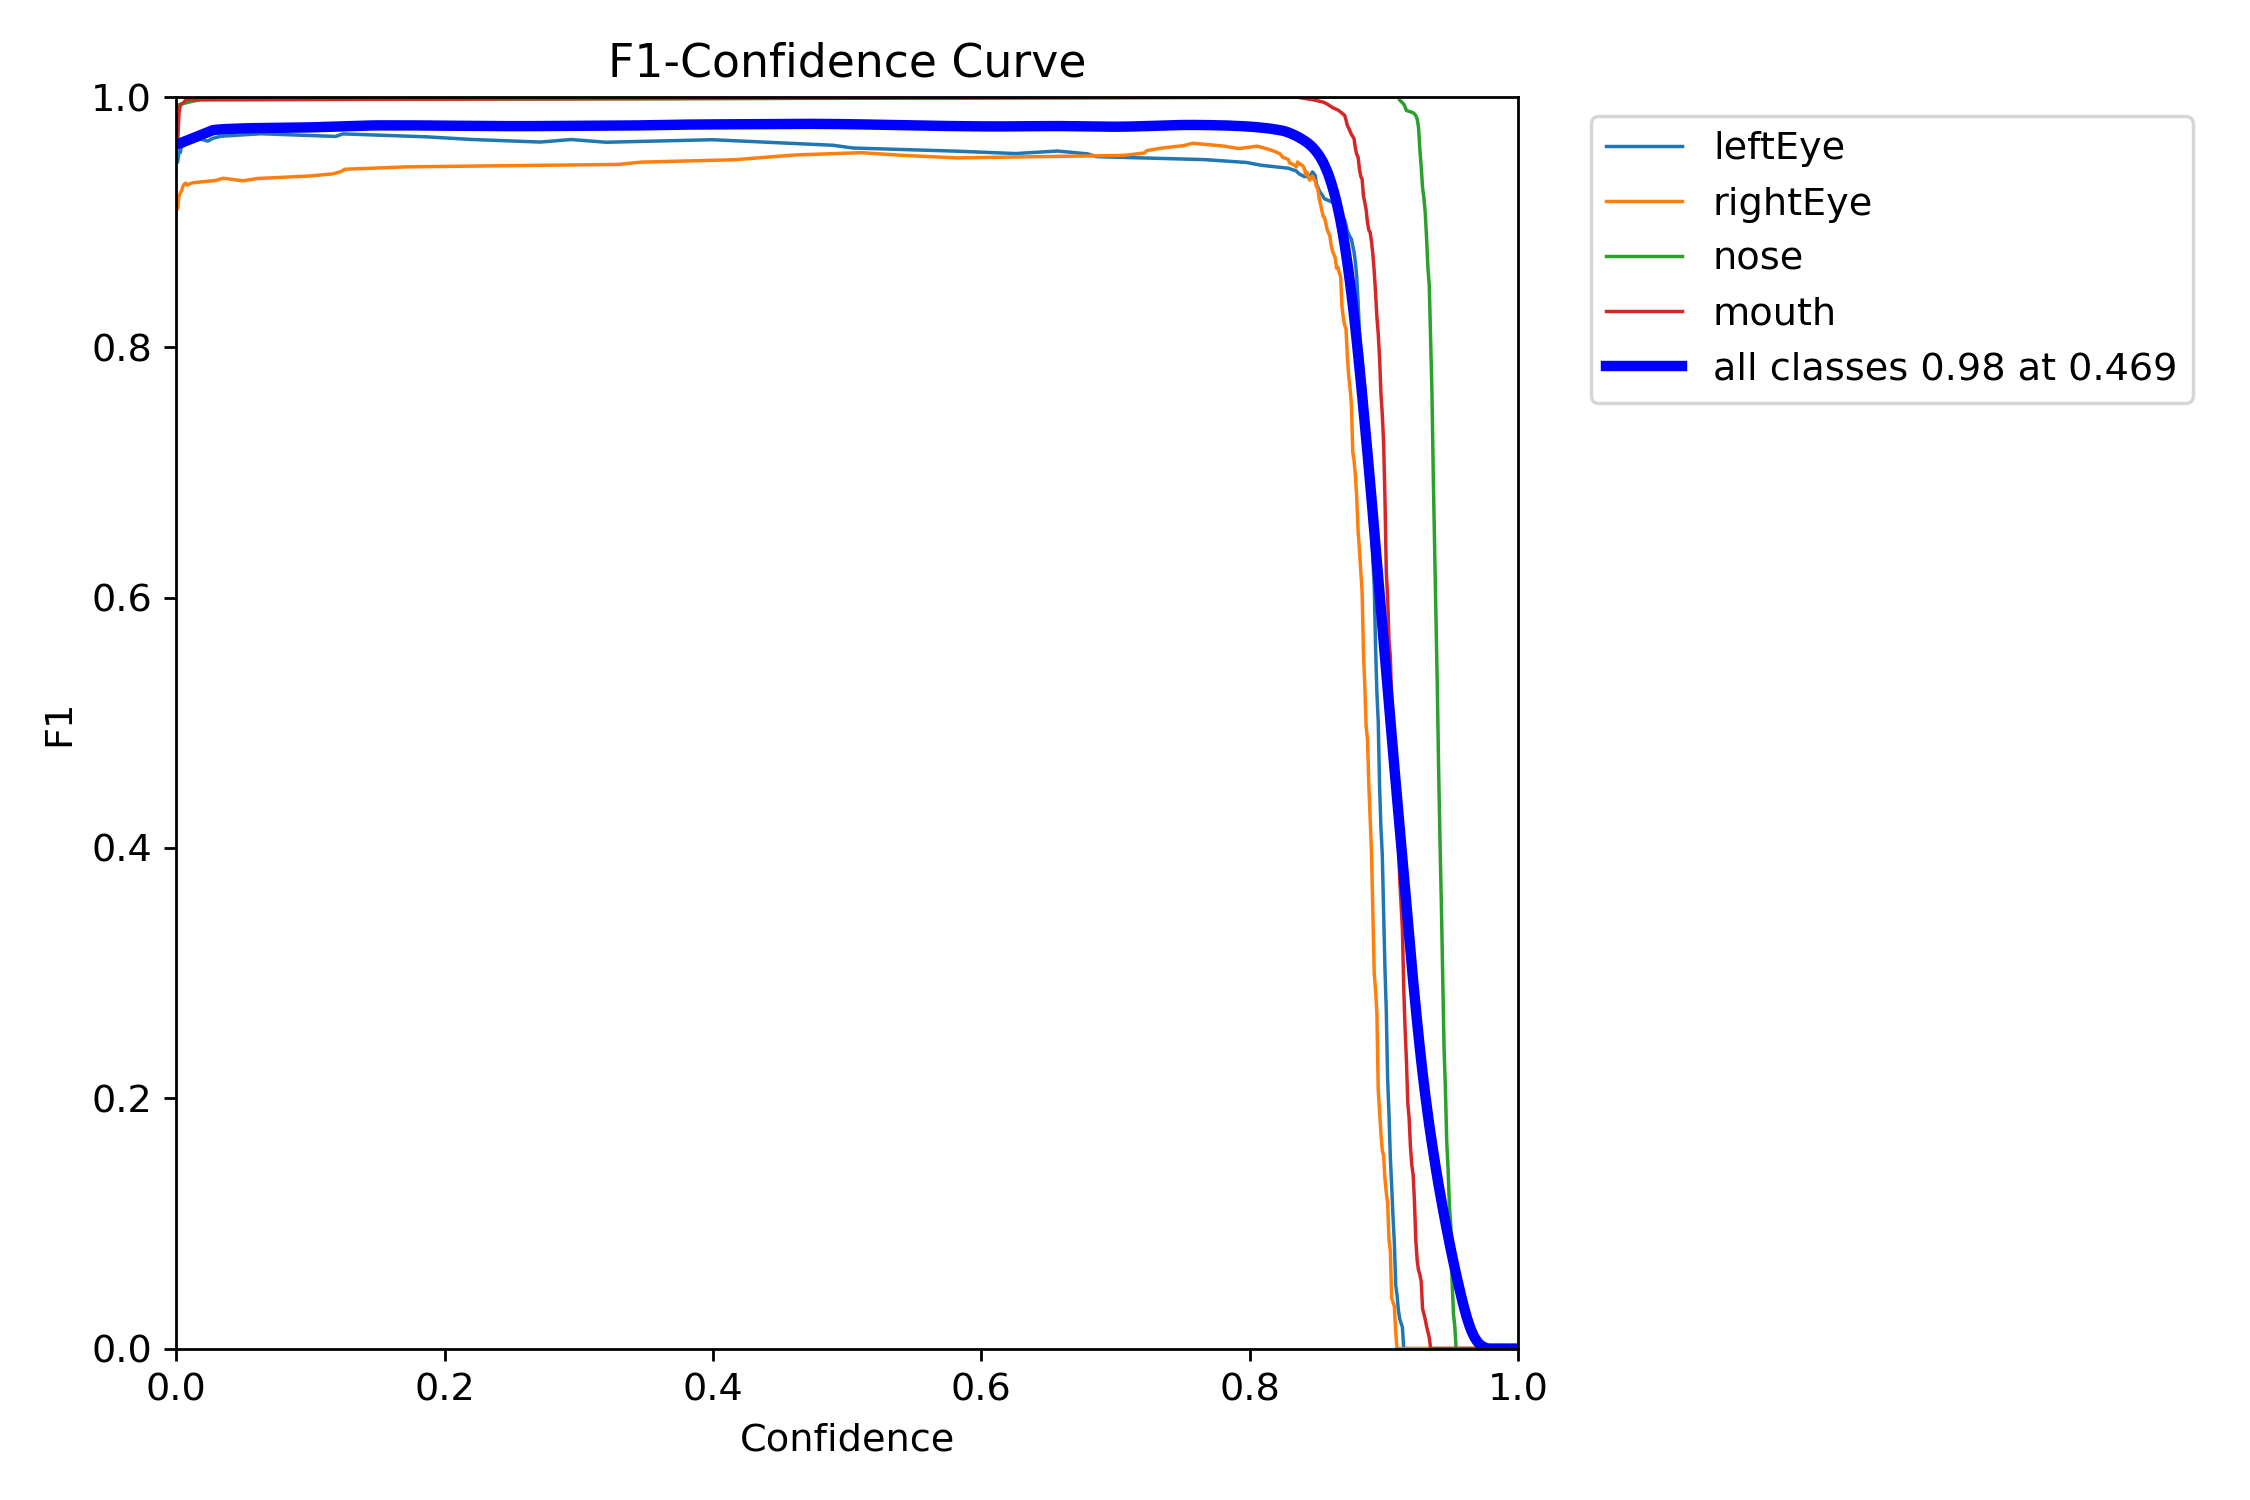 F1-Confidence Curve
1.0
0.8
0.6
0.4
0.2
0.0
F1
0.0 0.2 0.4 0.6 0.8 1.0
Confidence
leftEye
rightEye
nose
mouth
all classes 0.98 at 0.469